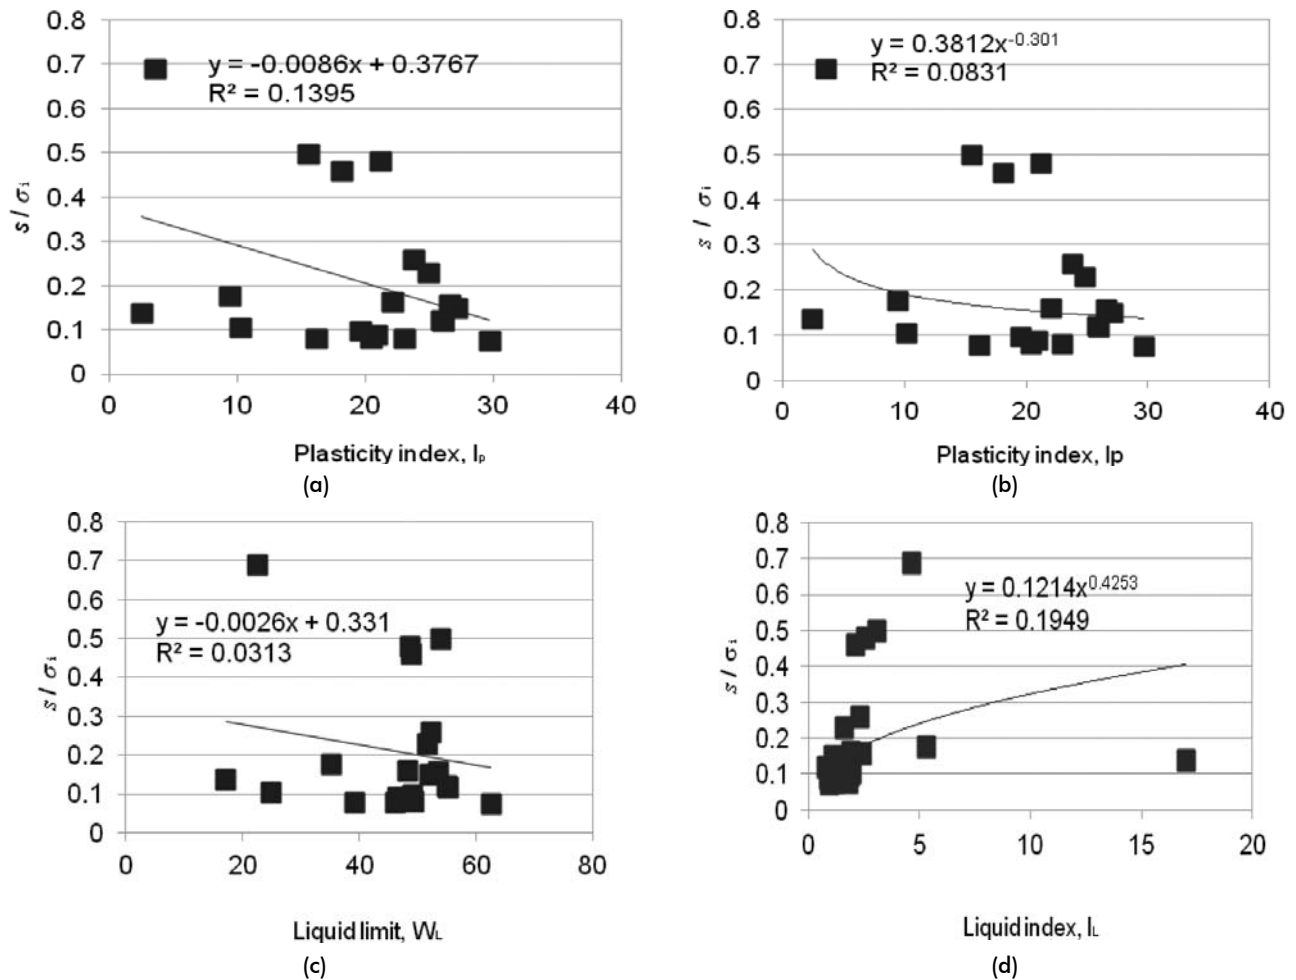 0.8
0.7
0.6
0.5
0.4
0.3
0.2
0.1
0
s / σi
y = -0.0086x + 0.3767
R² = 0.1395
0 10 20 30 40
Plasticity index, Ip
(a)
0.8
0.7
0.6
0.5
0.4
0.3
0.2
0.1
0
s / σi
y = 0.3812x-0.301
R² = 0.0831
0 10 20 30 40
Plasticity index, Ip
(b)
0.8
0.7
0.6
0.5
0.4
0.3
0.2
0.1
0
s / σi
y = -0.0026x + 0.331
R² = 0.0313
0 20 40 60 80
Liquid limit, WL
(c)
0.8
0.7
0.6
0.5
0.4
0.3
0.2
0.1
0
s / σi
y = 0.1214x0.4253
R² = 0.1949
0 5 10 15 20
Liquid index, IL
(d)